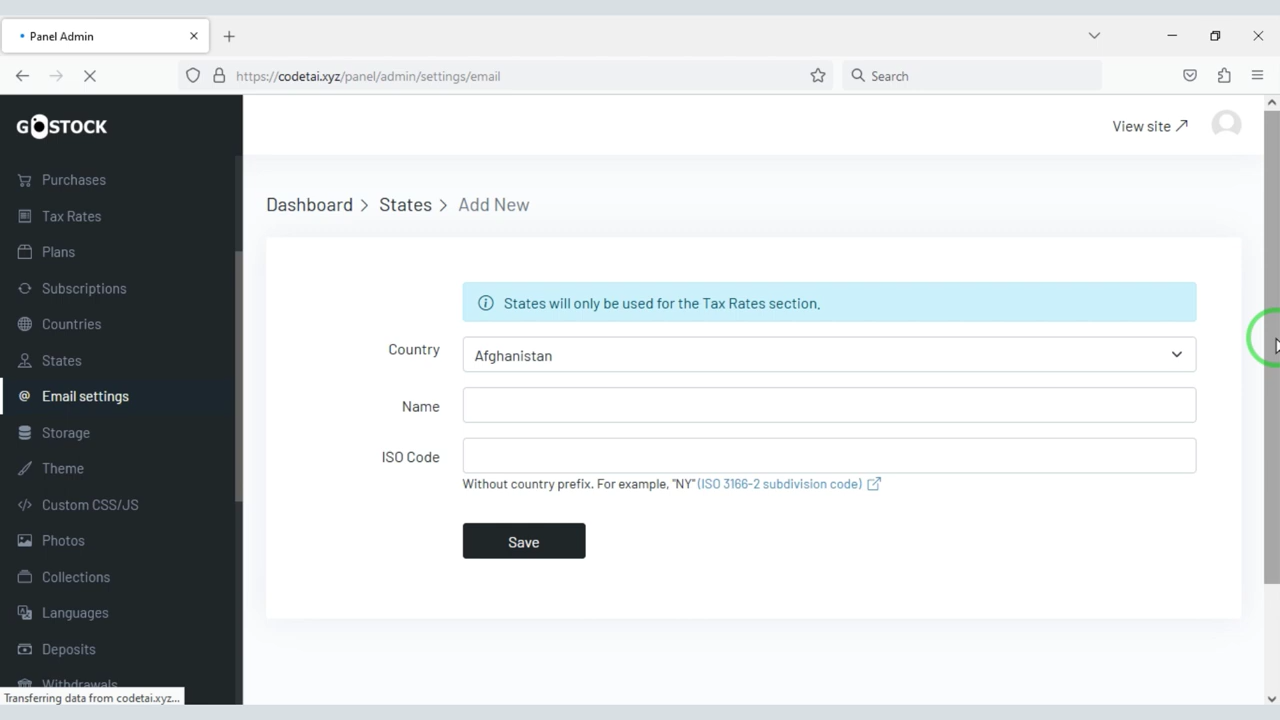 Panel Admin
https://codetai.xyz/panel/admin/settings/email
Search
GOSTOCK
View site
Purchases
Tax Rates
Plans
Subscriptions
Countries
States
@ Email settings
Storage
Theme
</> Custom CSS/JS
Photos
Collections
Languages
Deposits
Withdrawals
Dashboard > States > Add New
States will only be used for the Tax Rates section.
Country
Afghanistan
Name
ISO Code
Without country prefix. For example, "NY" (ISO 3166-2 subdivision code)
Save
Transferring data from codetai.xyz...